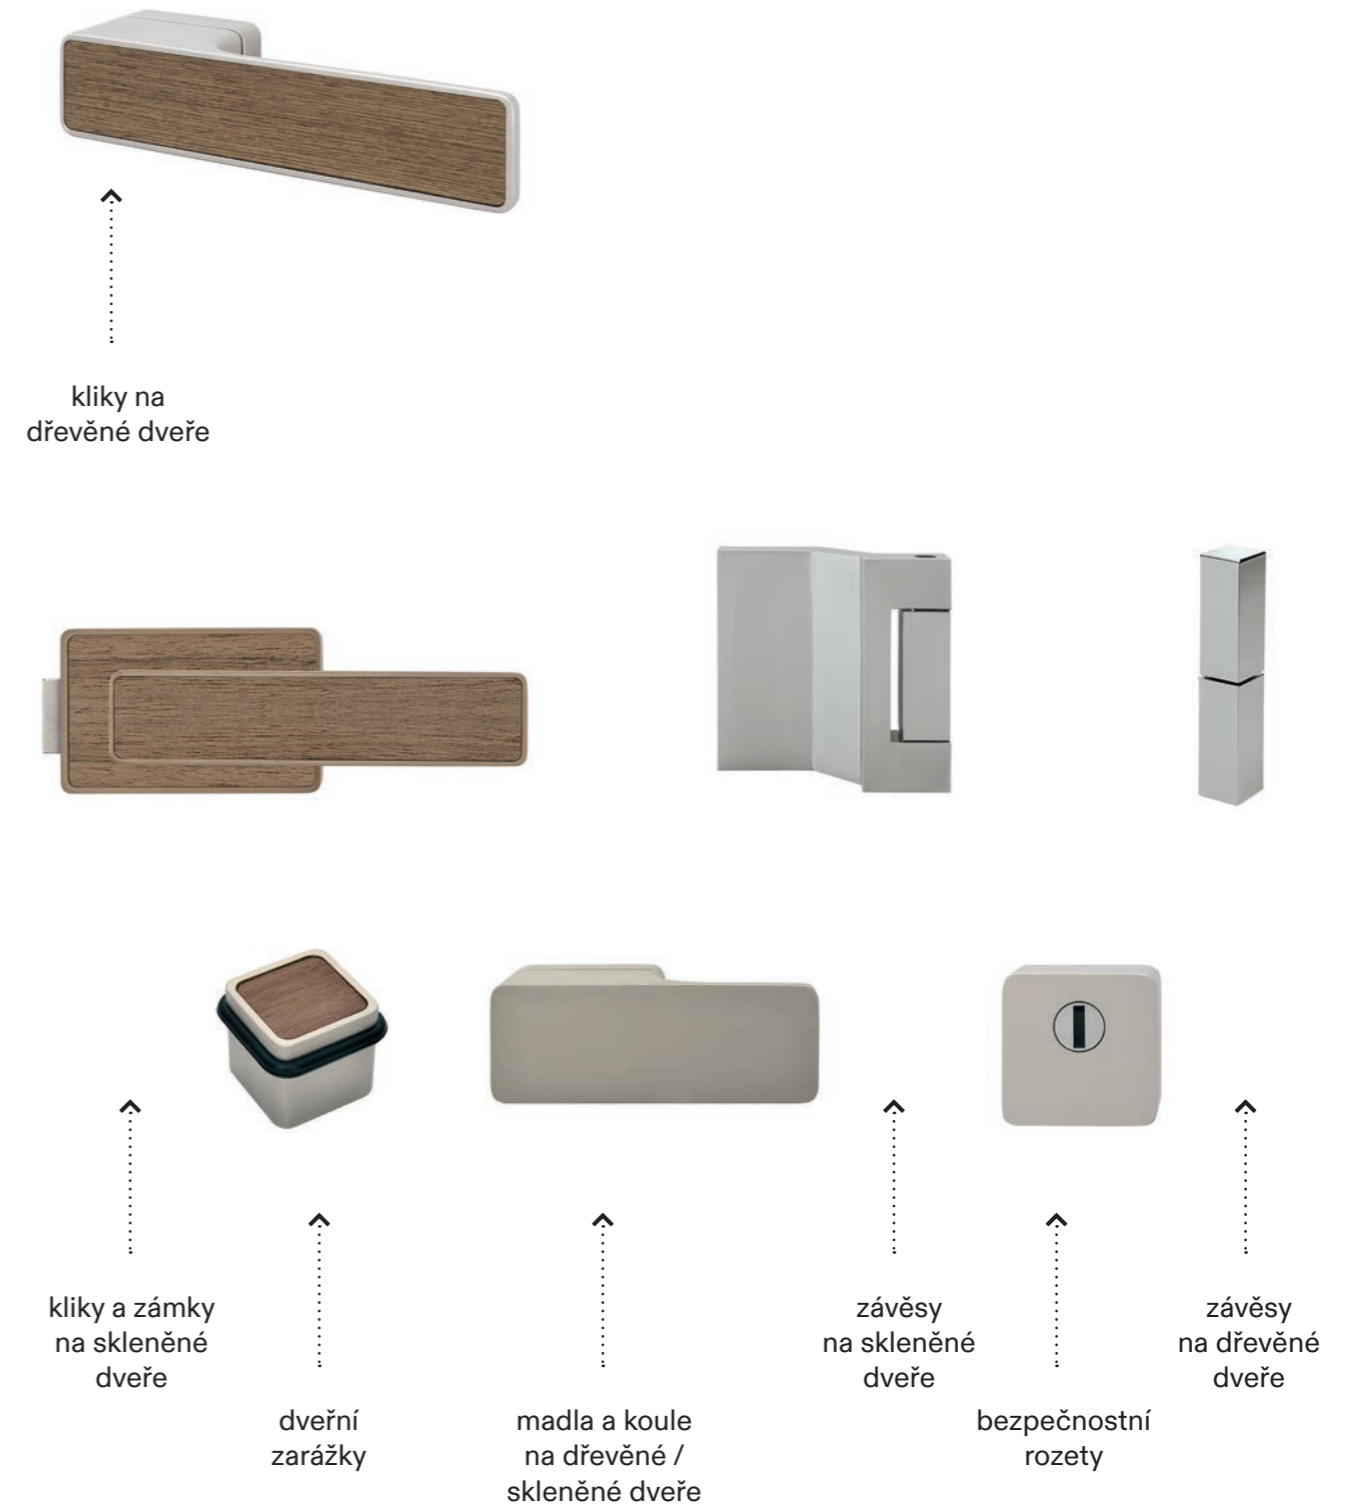 kliky na
dřevěné dveře
kliky a zámky
na skleněné
dveře
dveřní
zarážky
madla a koule
na dřevěné /
skleněné dveře
závěsy
na skleněné
dveře
bezpečnostní
rozety
závěsy
na dřevěné
dveře